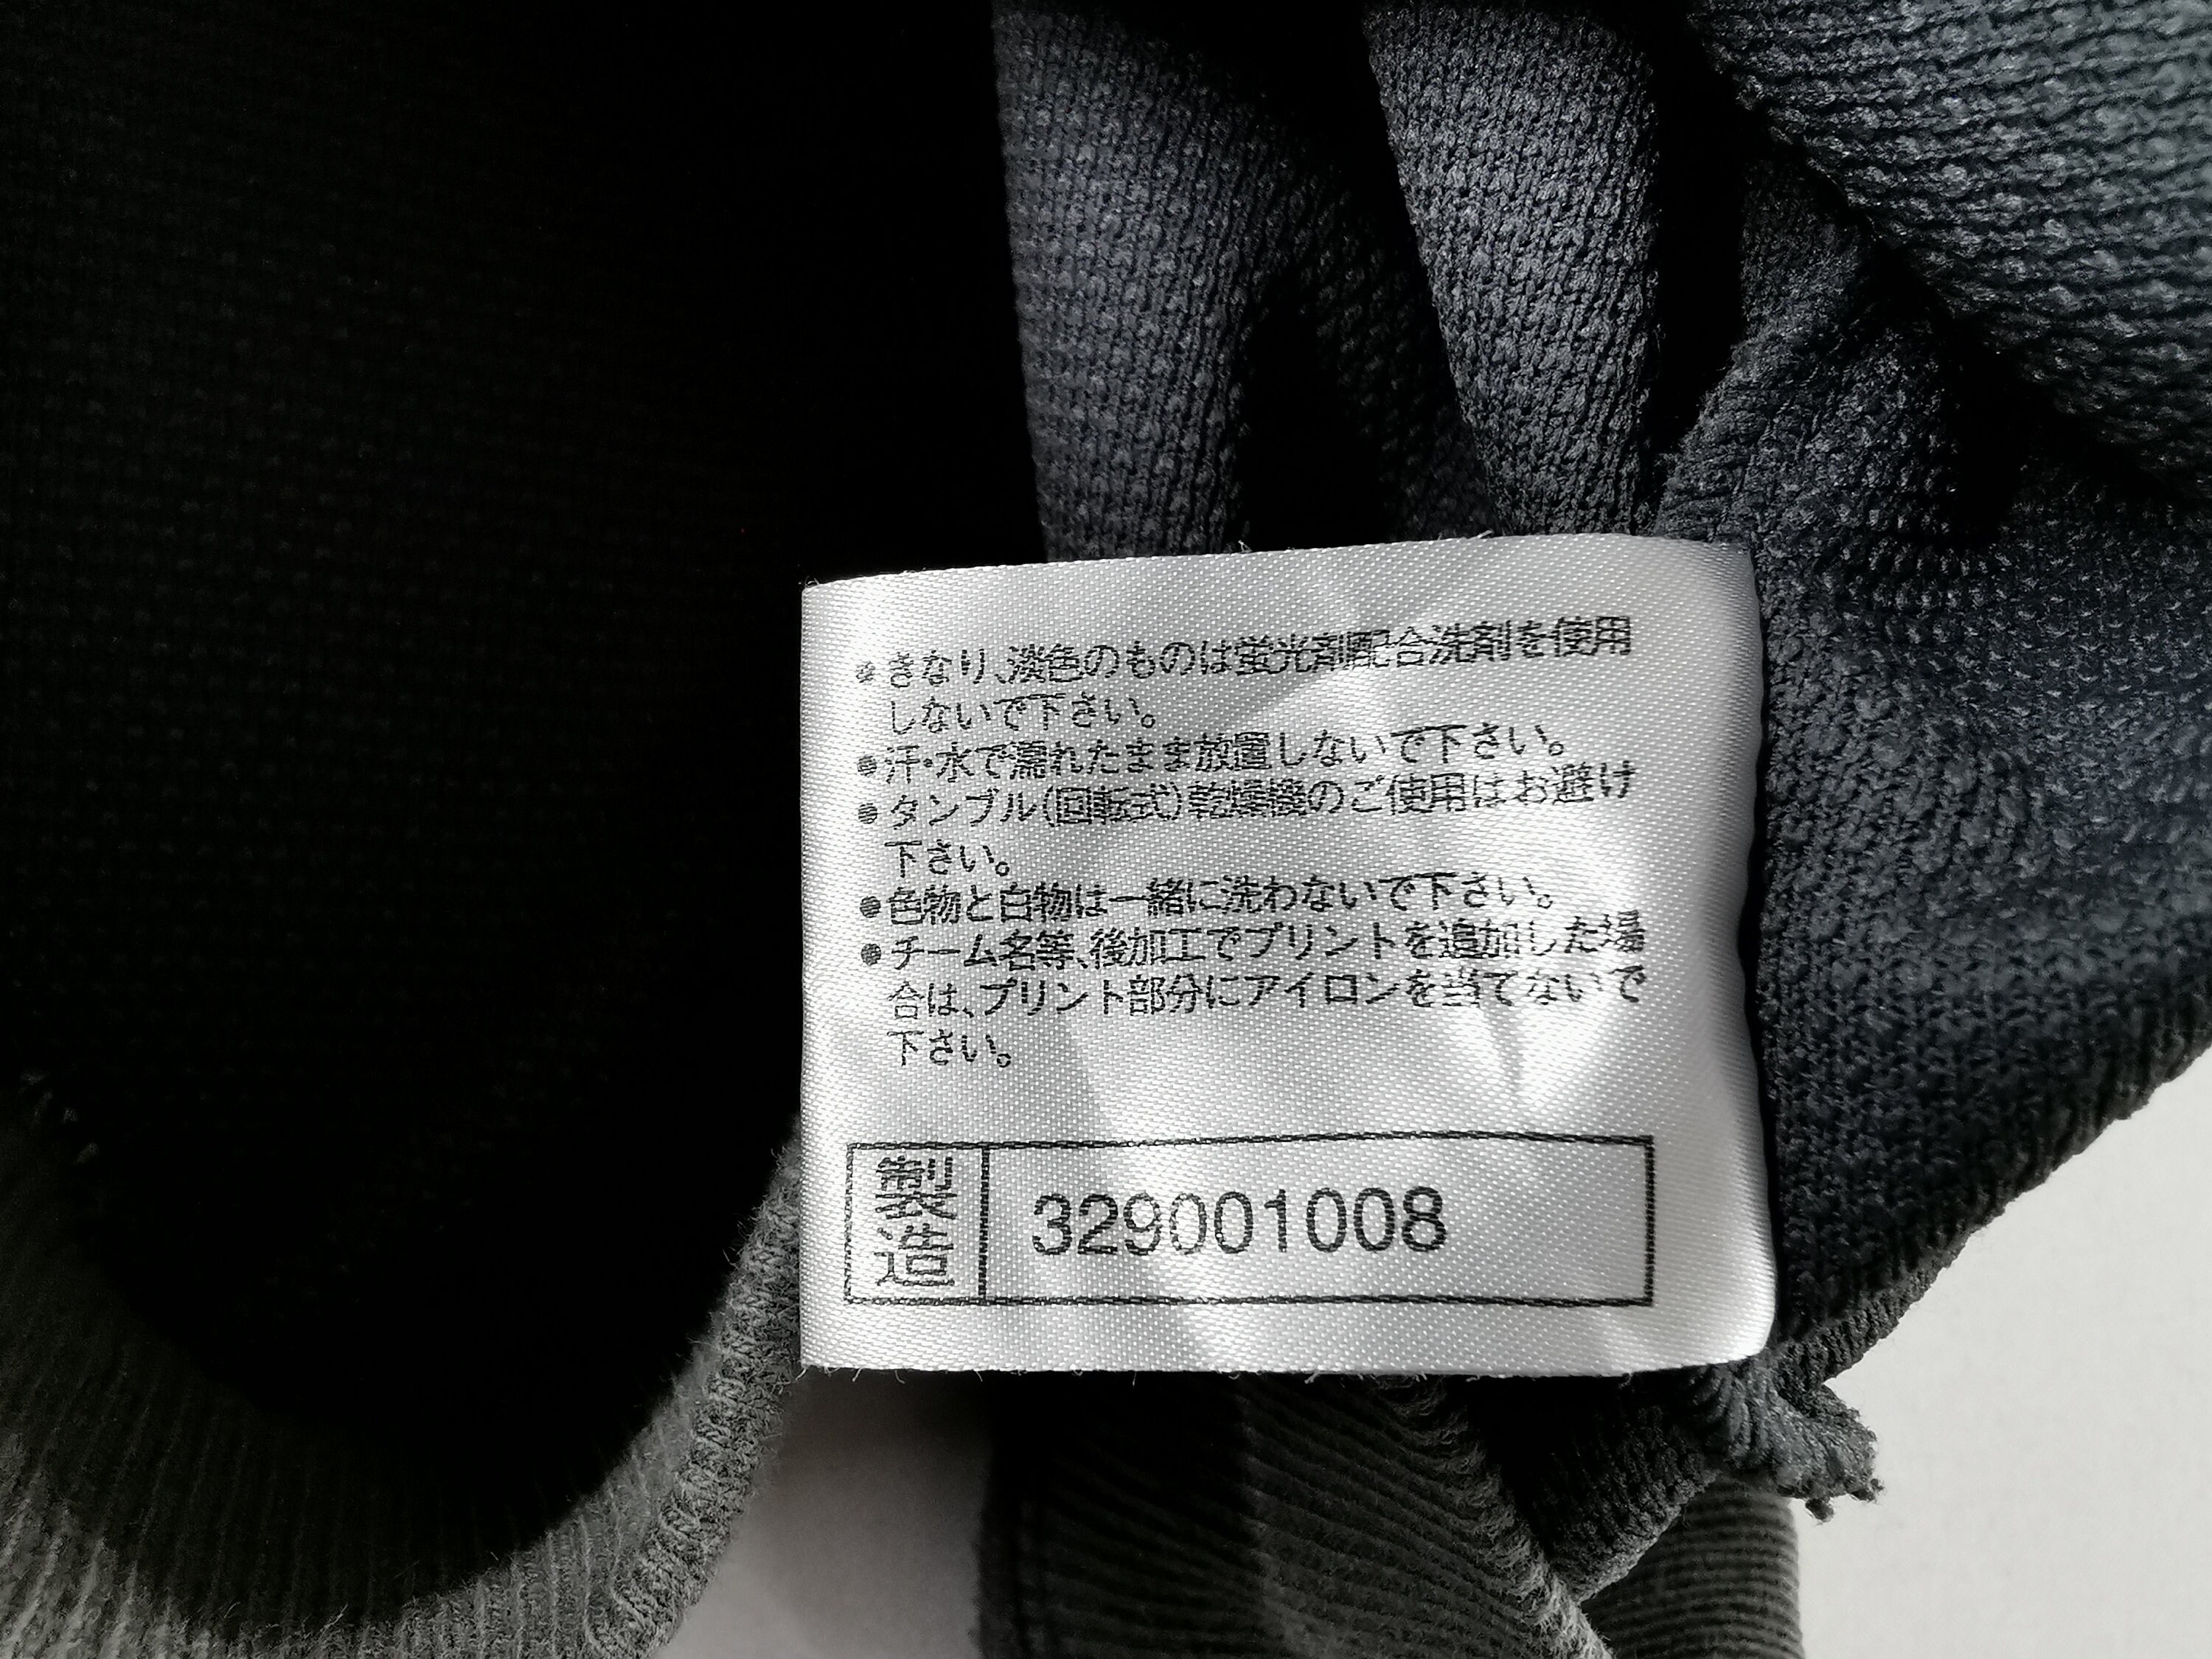 ●きなり、淡色のものは蛍光剤配合洗剤を使用
しないで下さい。
●汗・水で濡れたまま放置しないで下さい。
●タンブル(回転式)乾燥機のご使用はお避け
下さい。
●色物と白物は一緒に洗わないで下さい。
●チーム名等、後加工でプリントを追加した場
合は、プリント部分にアイロンを当てないで
下さい。
製造 329001008